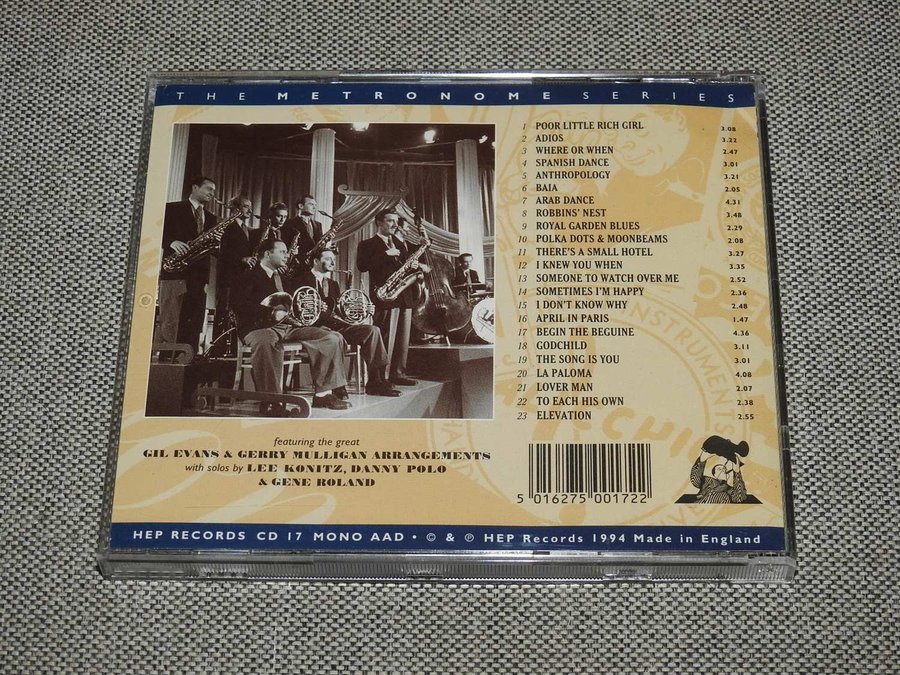 THE METRONOME SERIES
1 POOR LITTLE RICH GIRL 3.08
2 ADIOS 3.22
3 WHERE OR WHEN 2.47
4 SPANISH DANCE 3.01
5 ANTHROPOLOGY 3.21
6 BAIA 2.05
7 ARAB DANCE 4.31
8 ROBBINS' NEST 3.48
9 ROYAL GARDEN BLUES 2.29
10 POLKA DOTS & MOONBEAMS 2.08
11 THERE'S A SMALL HOTEL 3.27
12 I KNEW YOU WHEN 3.35
13 SOMEONE TO WATCH OVER ME 2.52
14 SOMETIMES I'M HAPPY 2.36
15 I DON'T KNOW WHY 2.48
16 APRIL IN PARIS 1.47
17 BEGIN THE BEGUINE 4.36
18 GODCHILD 3.11
19 THE SONG IS YOU 3.01
20 LA PALOMA 4.08
21 LOVER MAN 2.07
22 TO EACH HIS OWN 2.38
23 ELEVATION 2.55
featuring the great
GIL EVANS & GERRY MULLIGAN ARRANGEMENTS
with solos by LEE KONITZ, DANNY POLO
& GENE ROLAND
5 016275 001722
HEP RECORDS CD 17 MONO AAD • © & ℗ HEP Records 1994 Made in England